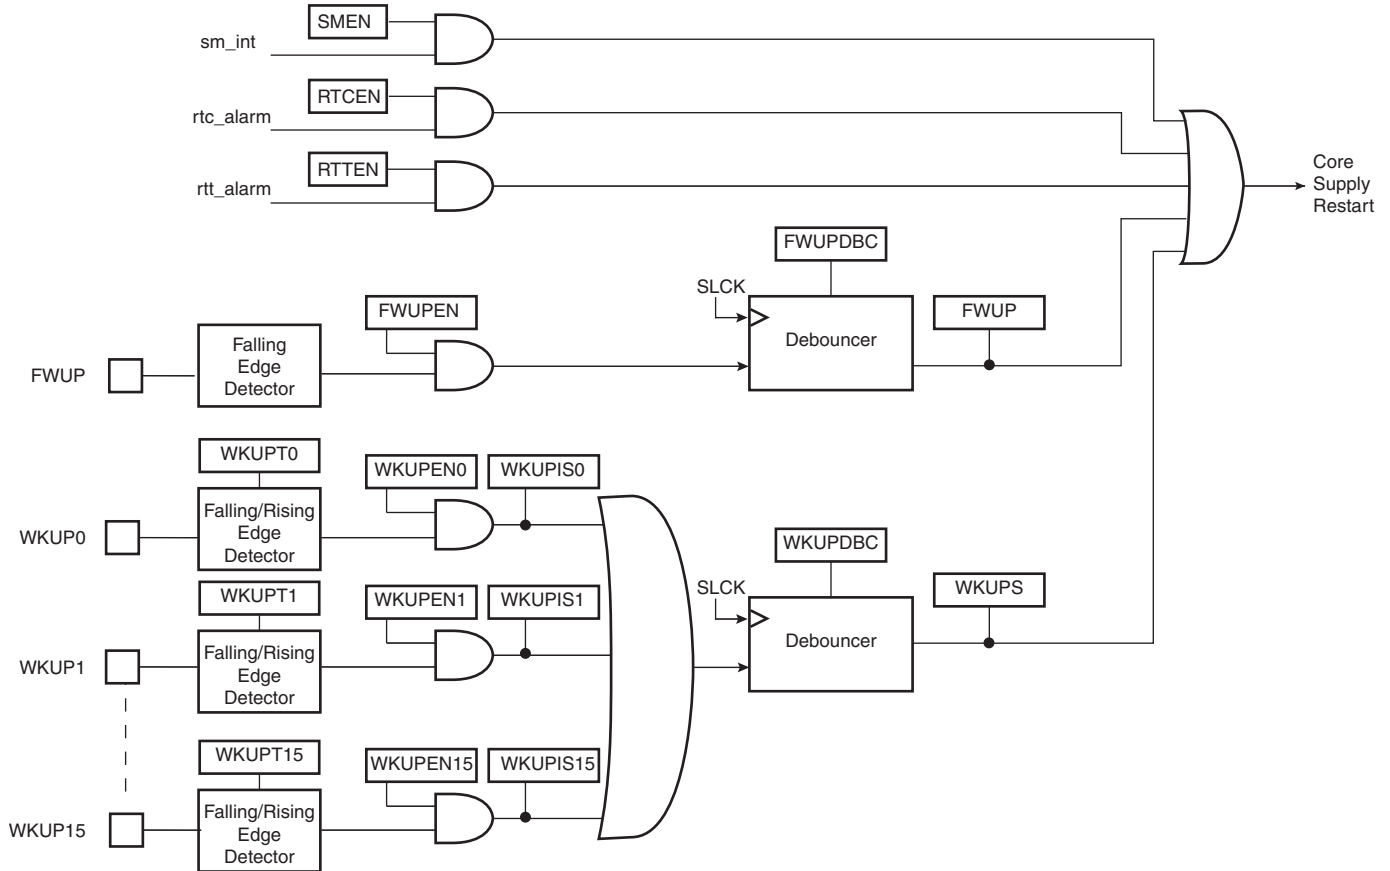 SMEN
sm_int
RTCEN
rtc_alarm
RTTEN
rtt_alarm
Core
Supply
Restart
FWUPDBC
SLCK
FWUPEN
FWUP
Debouncer
Falling
Edge
Detector
FWUP
WKUPT0
WKUPEN0
WKUPIS0
Falling/Rising
Edge
Detector
WKUP0
WKUPDBC
SLCK
WKUPT1
WKUPEN1
WKUPIS1
WKUPS
Debouncer
Falling/Rising
Edge
Detector
WKUP1
WKUPT15
WKUPEN15
WKUPIS15
Falling/Rising
Edge
Detector
WKUP15